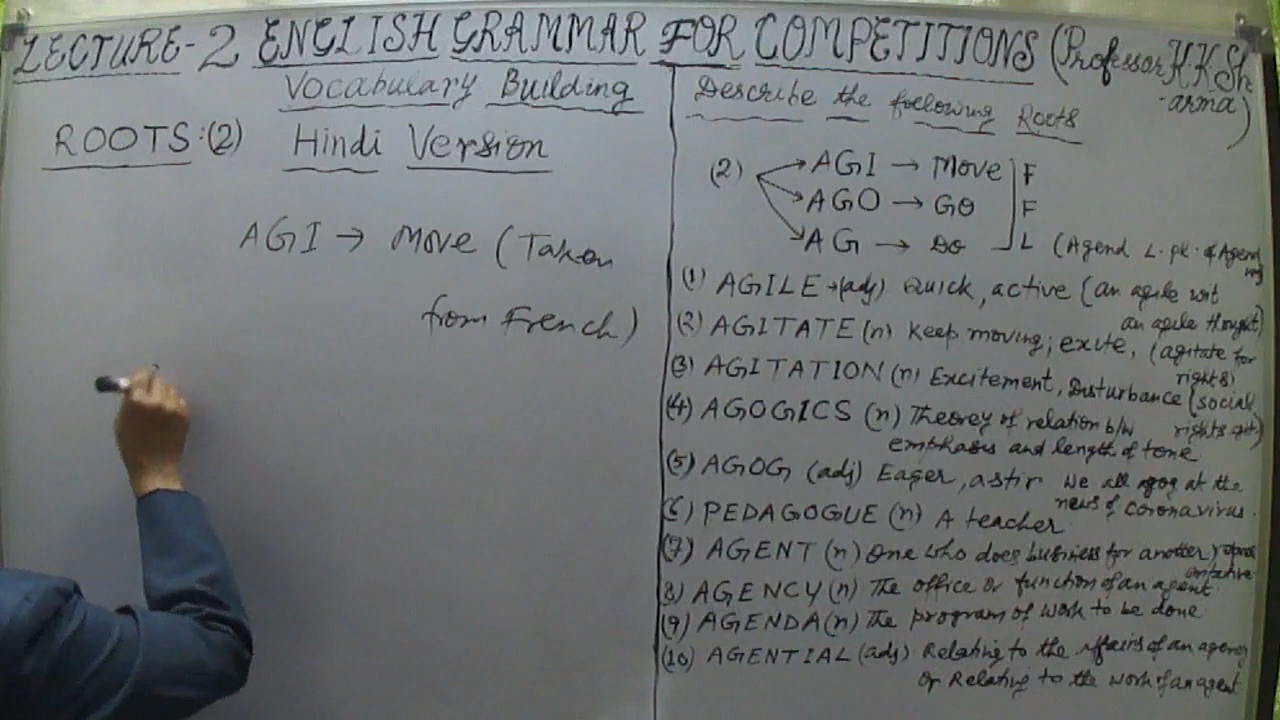 LECTURE-2 ENGLISH GRAMMAR FOR COMPETITIONS (Professor H K Sharma)
Vocabulary Building
ROOTS:(2) Hindi Version
AGI → Move (Taken
from French)
Describe the following Roots
(2) AGI → Move F
AGO → GO F
AG → DO L (Agend L.
(1) AGILE → (adj) Quick, active (an agile wit
an agile thought)
(2) AGITATE (n) Keep moving; exite, (agitate for
rights)
(3) AGITATION (n) Excitement, Disturbance (social
rights
(4) AGOGICS (n) Theorey of relation b/w
emphasis and length of tone
(5) AGOG (adj) Eager, astir We all agog at the
news of coronavirus.
(6) PEDAGOGUE (n) A teacher
(7) AGENT (n) One who does business for another,
(8) AGENCY (n) The office or function of an agent.
(9) AGENDA (n) The program of work to be done
(10) AGENTIAL (adj) Relating to the affairs of an agency
or Relating to the work of an agent